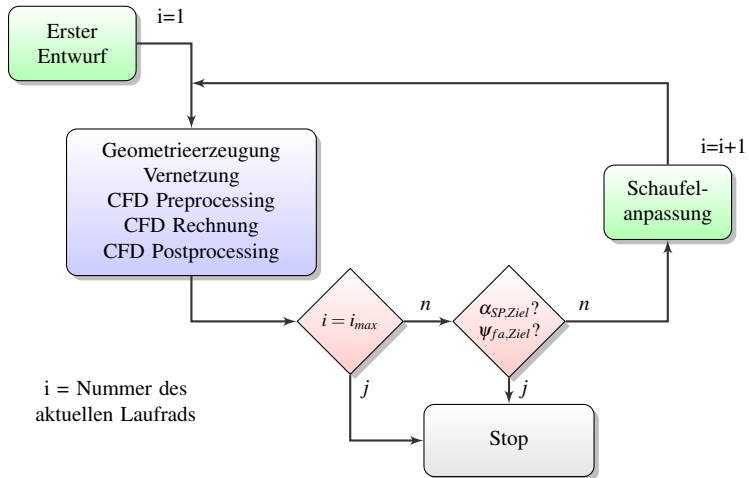 Erster
Entwurf
i=1
Geometrieerzeugung
Vernetzung
CFD Preprocessing
CFD Rechnung
CFD Postprocessing
i=i+1
Schaufel-
anpassung
i = i_max
n
α_SP,Ziel?
ψ_fa,Ziel?
n
j
j
Stop
i = Nummer des
aktuellen Laufrads